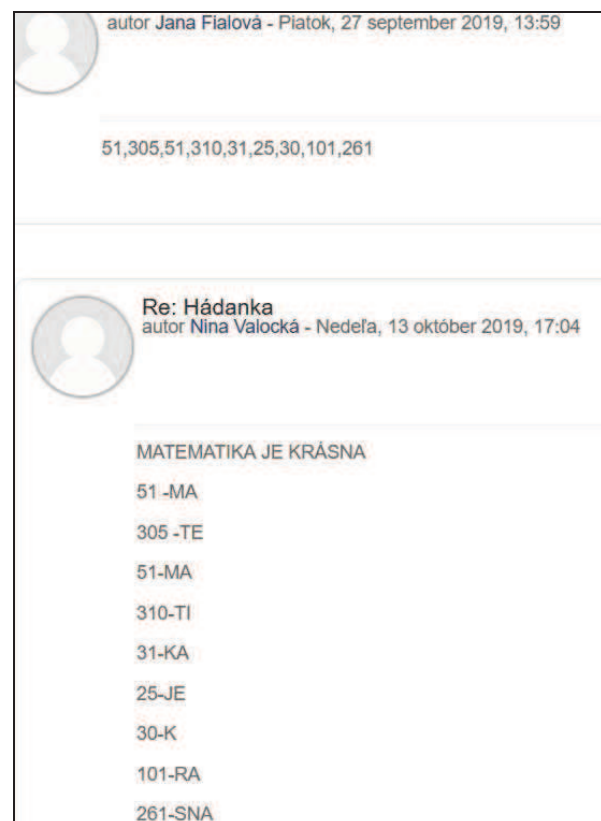 autor Jana Fialová - Piatok, 27 september 2019, 13:59
51,305,51,310,31,25,30,101,261
Re: Hádanka
autor Nina Valocká - Nedeľa, 13 október 2019, 17:04
MATEMATIKA JE KRÁSNA
51 -MA
305 -TE
51-MA
310-TI
31-KA
25-JE
30-K
101-RA
261-SNA